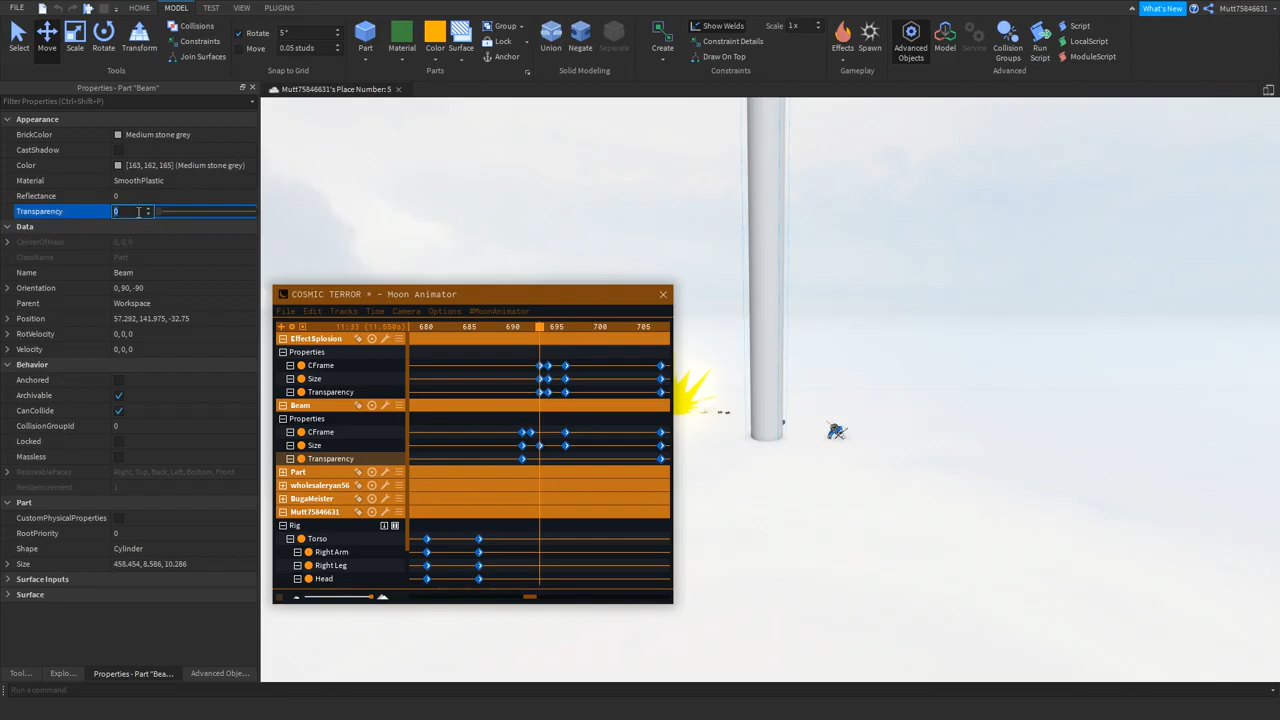 FILE HOME MODEL TEST VIEW PLUGINS What's New Mutt75846631
Select Move Scale Rotate Transform Collisions Constraints Join Surfaces Tools
Rotate 5 ° Move 0.05 studs Snap to Grid
Part Material Color Surface Group Lock Anchor Parts
Union Negate Separate Solid Modeling
Create Show Welds Scale 1 x Constraint Details Draw On Top Constraints
Effects Spawn Gameplay
Advanced Objects Model Service Collision Groups Run Script Script LocalScript ModuleScript Advanced
Properties - Part "Beam"
Mutt75846631's Place Number: 5
Filter Properties (Ctrl+Shift+P)
Appearance
BrickColor Medium stone grey
CastShadow
Color [163, 162, 165] (Medium stone grey)
Material SmoothPlastic
Reflectance 0
Transparency 0
Data
CenterOfMass 0, 0, 0
ClassName Part
Name Beam
Orientation 0, 90, -90
Parent Workspace
Position 57.292, 141.975, -32.75
RotVelocity 0, 0, 0
Velocity 0, 0, 0
Behavior
Anchored
Archivable
CanCollide
CollisionGroupId 0
Locked
Massless
ResizeableFaces Right, Top, Back, Left, Bottom, Front
ResizeIncrement 1
Part
CustomPhysicalProperties
RootPriority 0
Shape Cylinder
Size 458.454, 8.586, 10.286
Surface Inputs
Surface
COSMIC TERROR * - Moon Animator
File Edit Tracks Time Camera Options #MoonAnimator
11:33 (11.550s) 680 685 690 695 700 705
EffectSplosion
Properties
CFrame
Size
Transparency
Beam
Properties
CFrame
Size
Transparency
Part
wholesaleryan56
BugaMeister
Mutt75846631
Rig
Torso
Right Arm
Right Leg
Head
Tool... Explo... Properties - Part "Bea... Advanced Obje...
Run a command